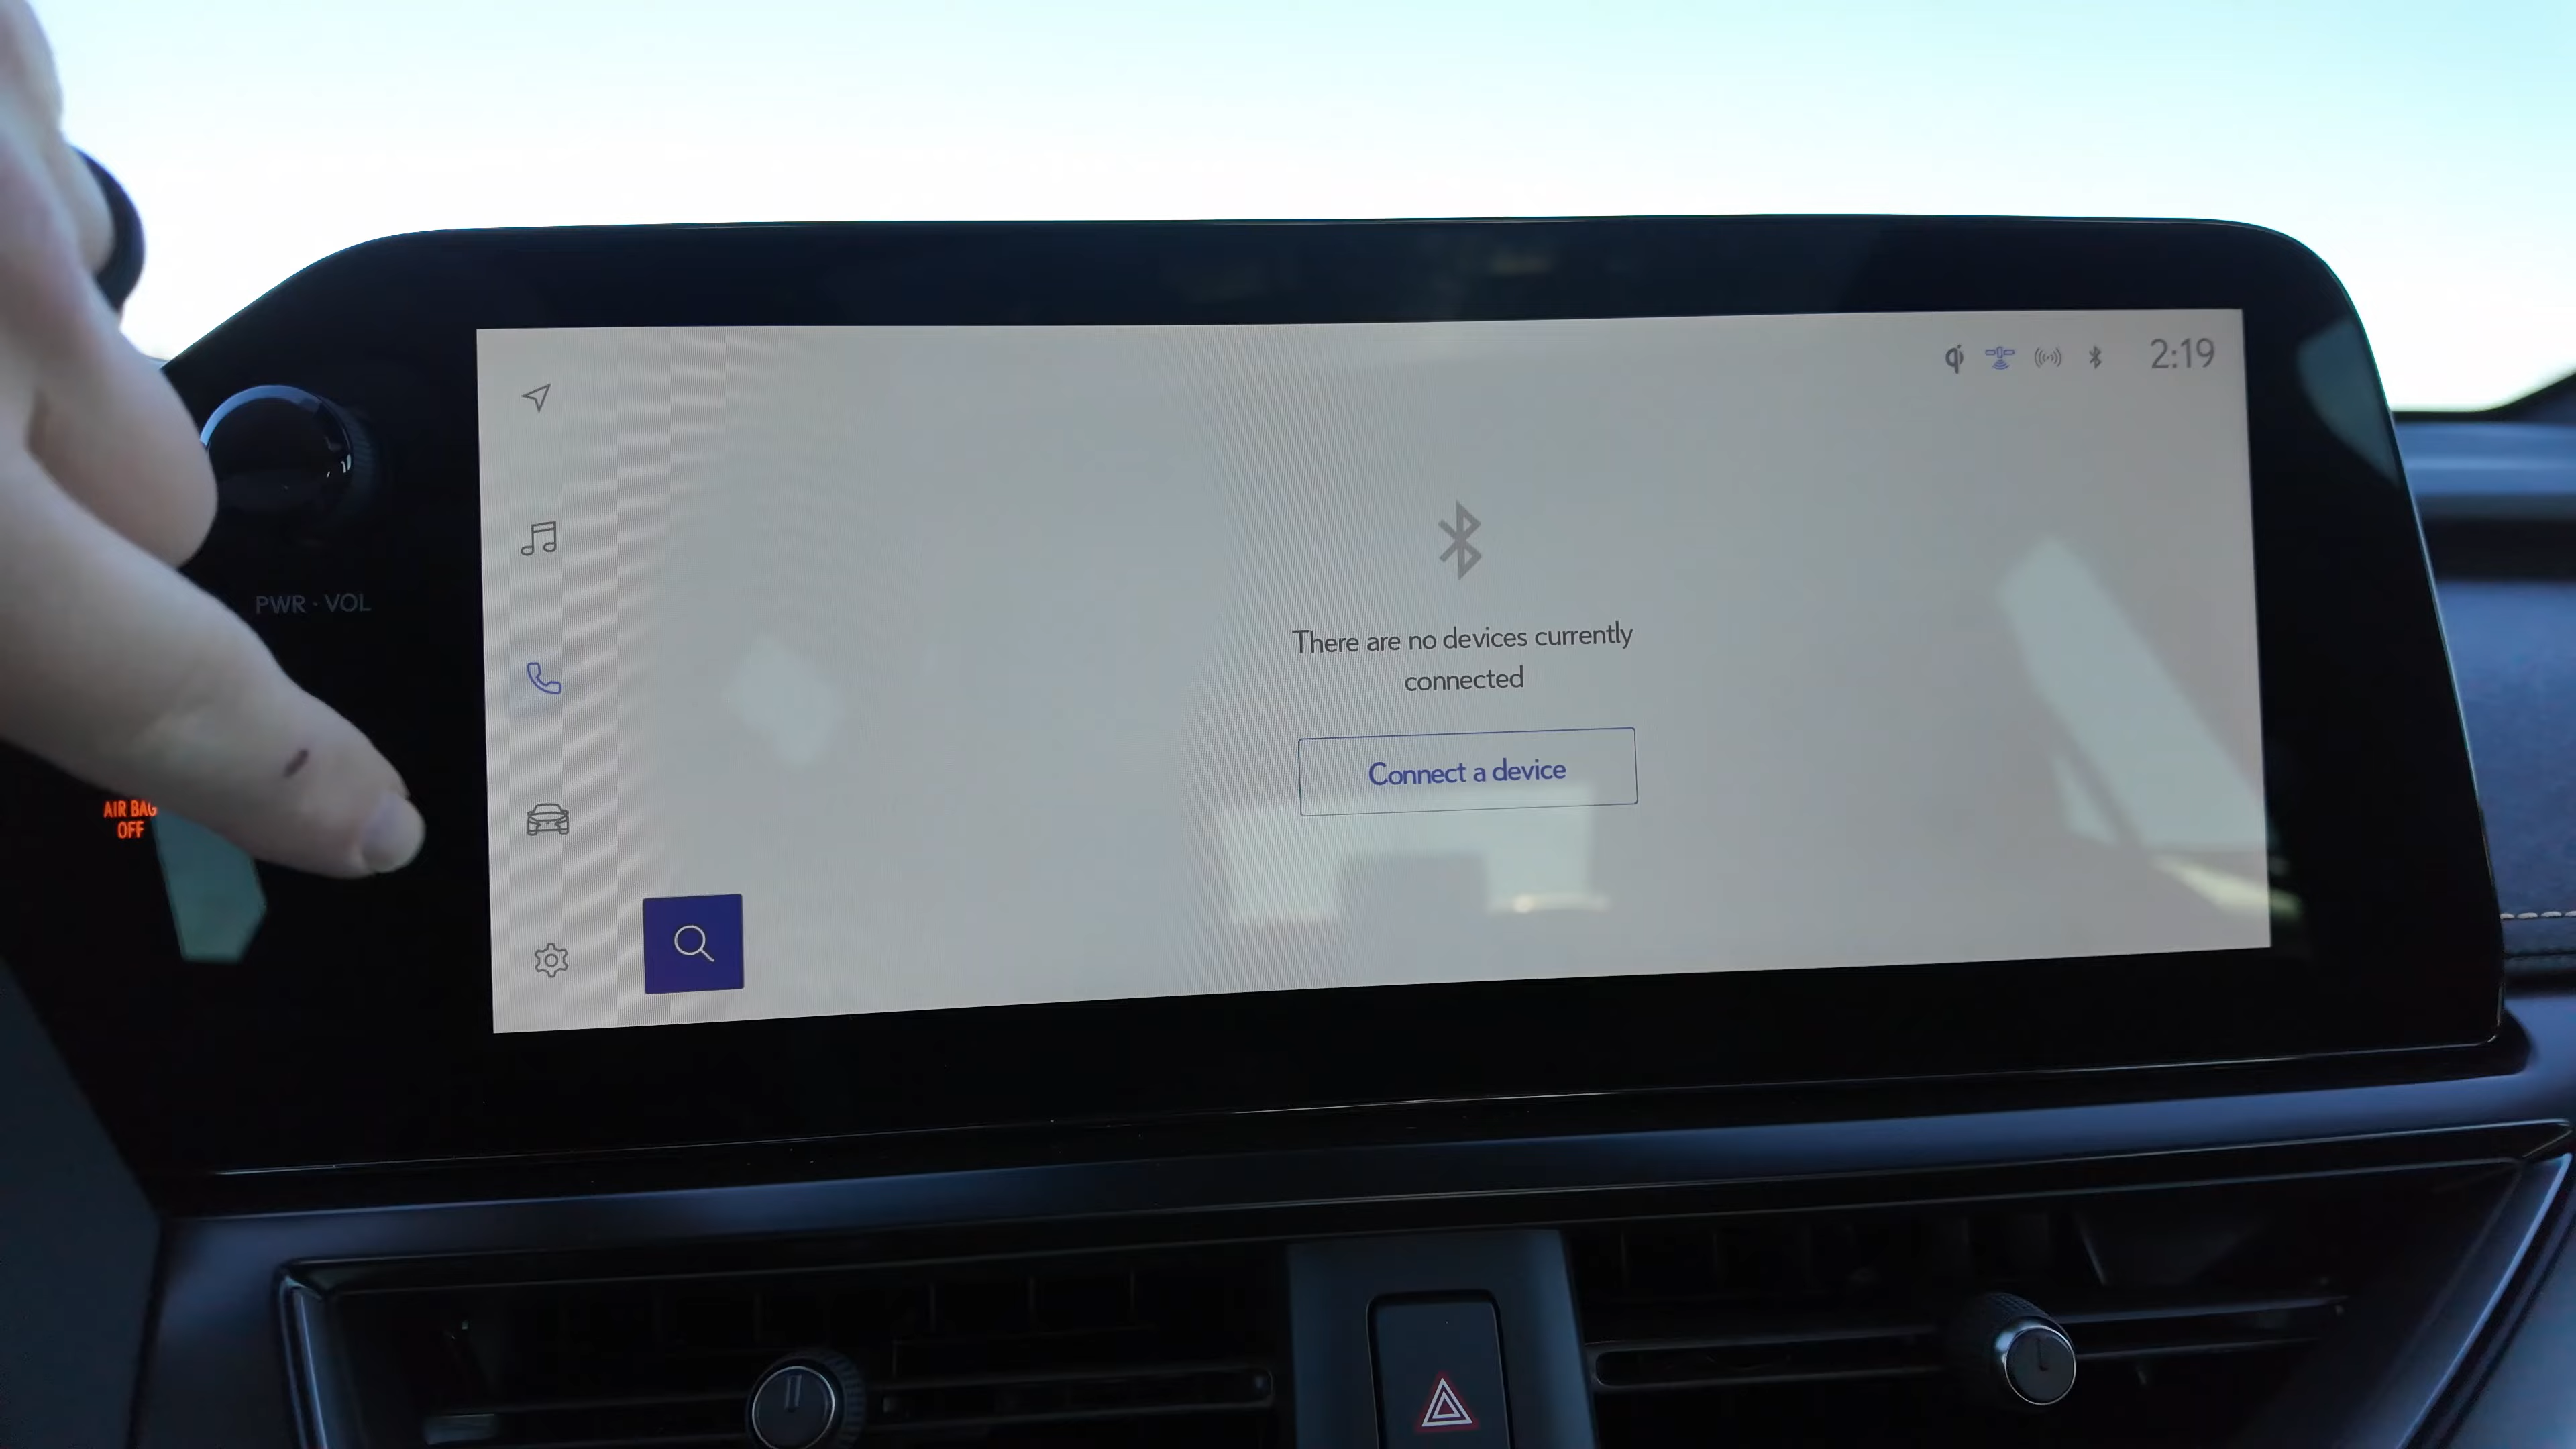 2:19
PWR · VOL
There are no devices currently
connected
Connect a device
AIR BAG
OFF